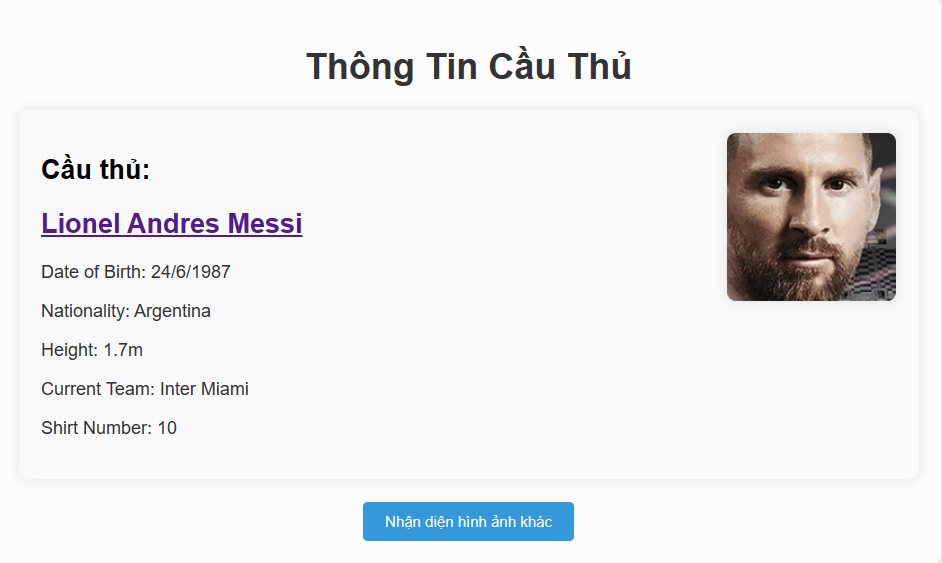 Thông Tin Cầu Thủ
Cầu thủ:
Lionel Andres Messi
Date of Birth: 24/6/1987
Nationality: Argentina
Height: 1.7m
Current Team: Inter Miami
Shirt Number: 10
Nhận diện hình ảnh khác